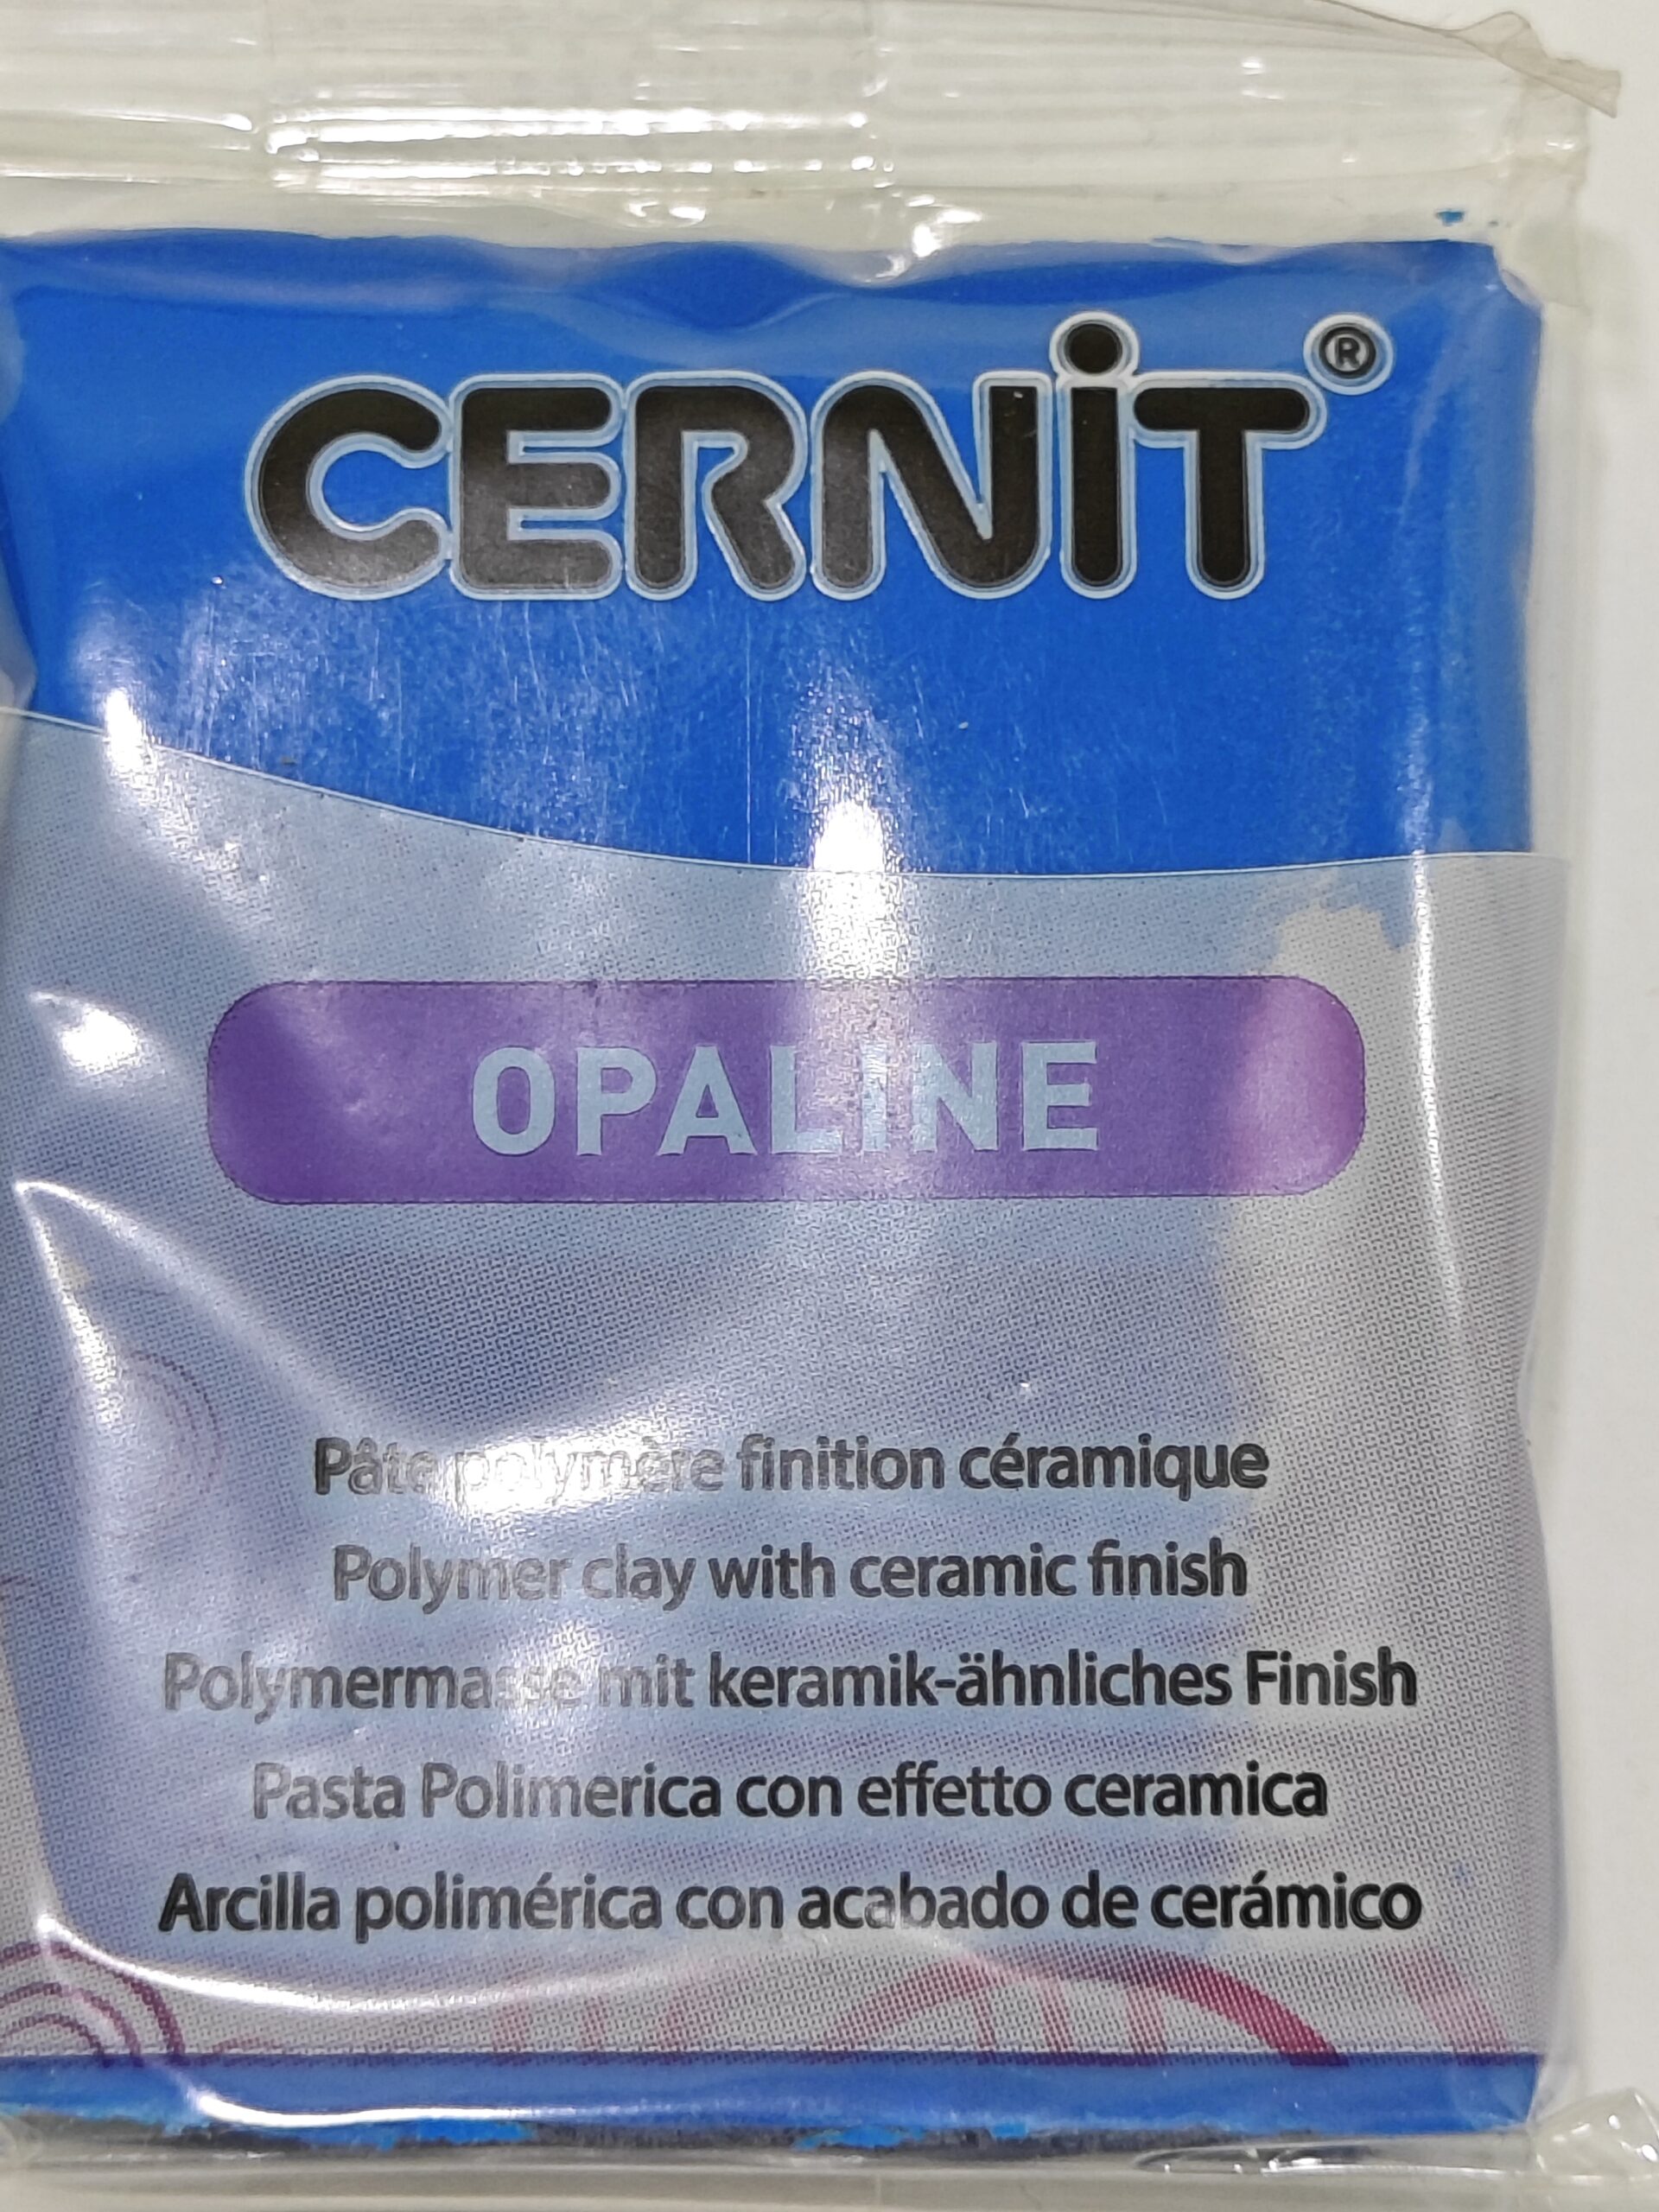 CERNiT®
OPALINE
Pâte polymère finition céramique
Polymer clay with ceramic finish
Polymermasse mit keramik-ähnliches Finish
Pasta Polimerica con effetto ceramica
Arcilla polimérica con acabado de cerámico